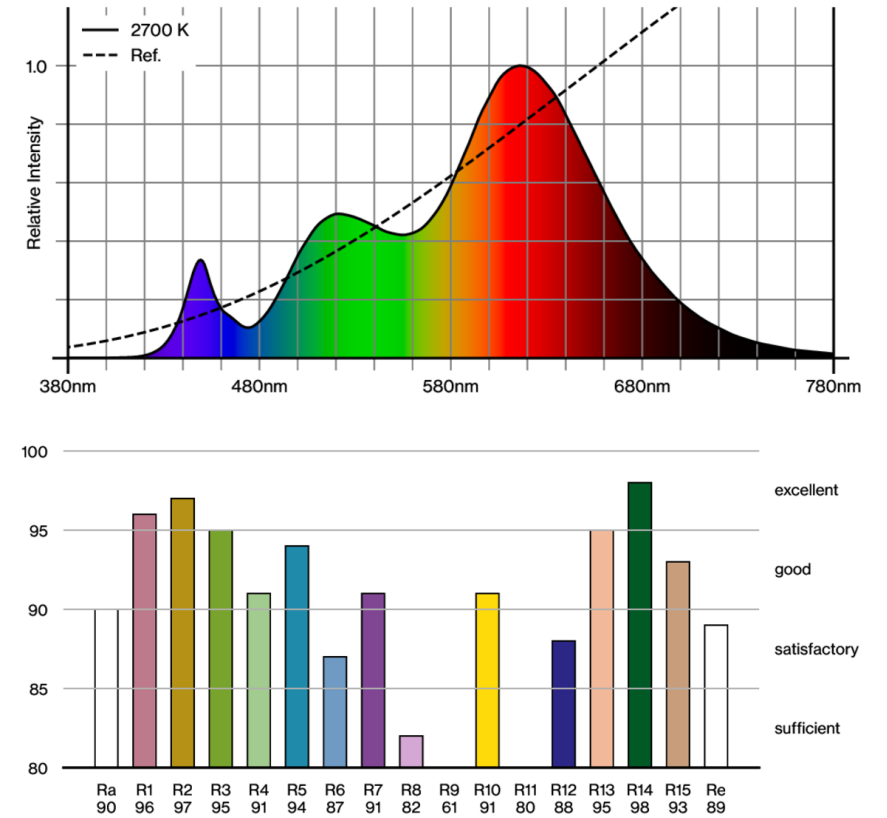 2700 K
Ref.
1.0
Relative Intensity
380nm 480nm 580nm 680nm 780nm
100
excellent
95
good
90
satisfactory
85
sufficient
80
Ra R1 R2 R3 R4 R5 R6 R7 R8 R9 R10 R11 R12 R13 R14 R15 Re
90 96 97 95 91 94 87 91 82 61 91 80 88 95 98 93 89